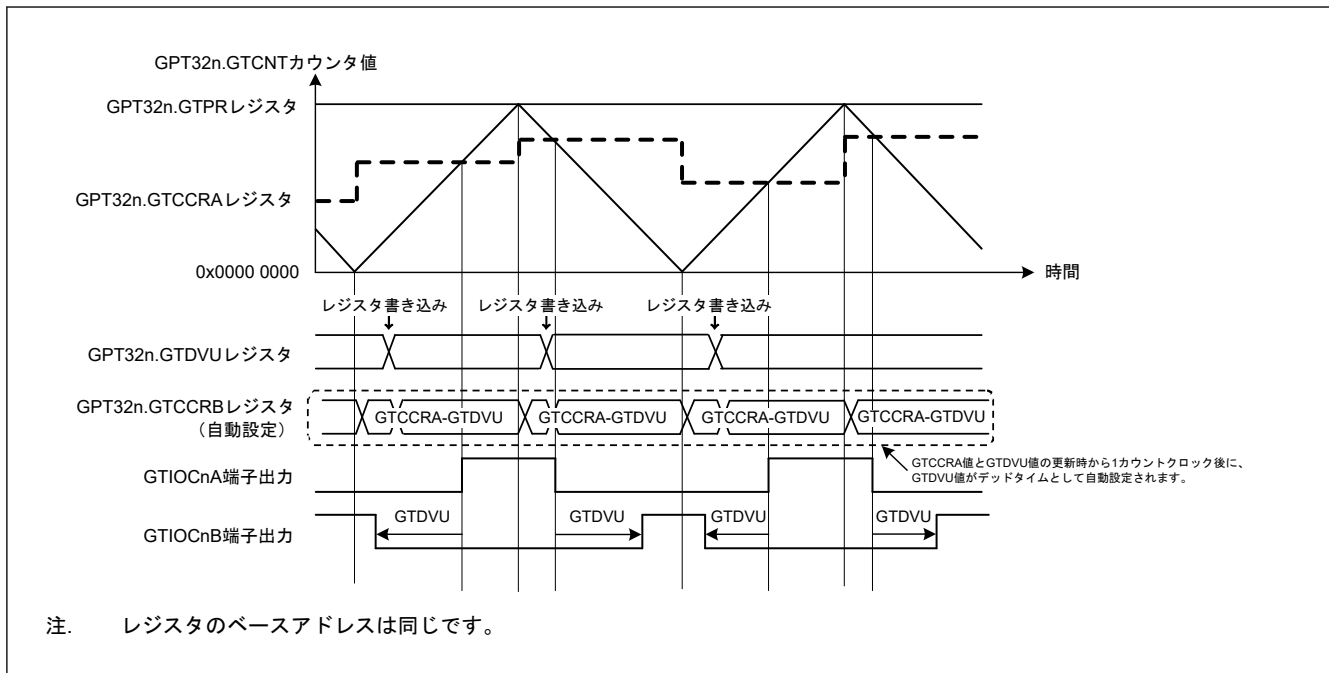 GPT32n.GTCNTカウンタ値
GPT32n.GTPRレジスタ
GPT32n.GTCCRAレジスタ
0x0000 0000
時間
レジスタ書き込み
レジスタ書き込み
レジスタ書き込み
GPT32n.GTDVUレジスタ
GPT32n.GTCCRBレジスタ
（自動設定）
GTCCRA-GTDVU
GTCCRA-GTDVU
GTCCRA-GTDVU
GTCCRA-GTDVU
GTCCRA値とGTDVU値の更新時から1カウントクロック後に、
GTDVU値がデッドタイムとして自動設定されます。
GTIOCnA端子出力
GTIOCnB端子出力
GTDVU
GTDVU
GTDVU
GTDVU
注. レジスタのベースアドレスは同じです。